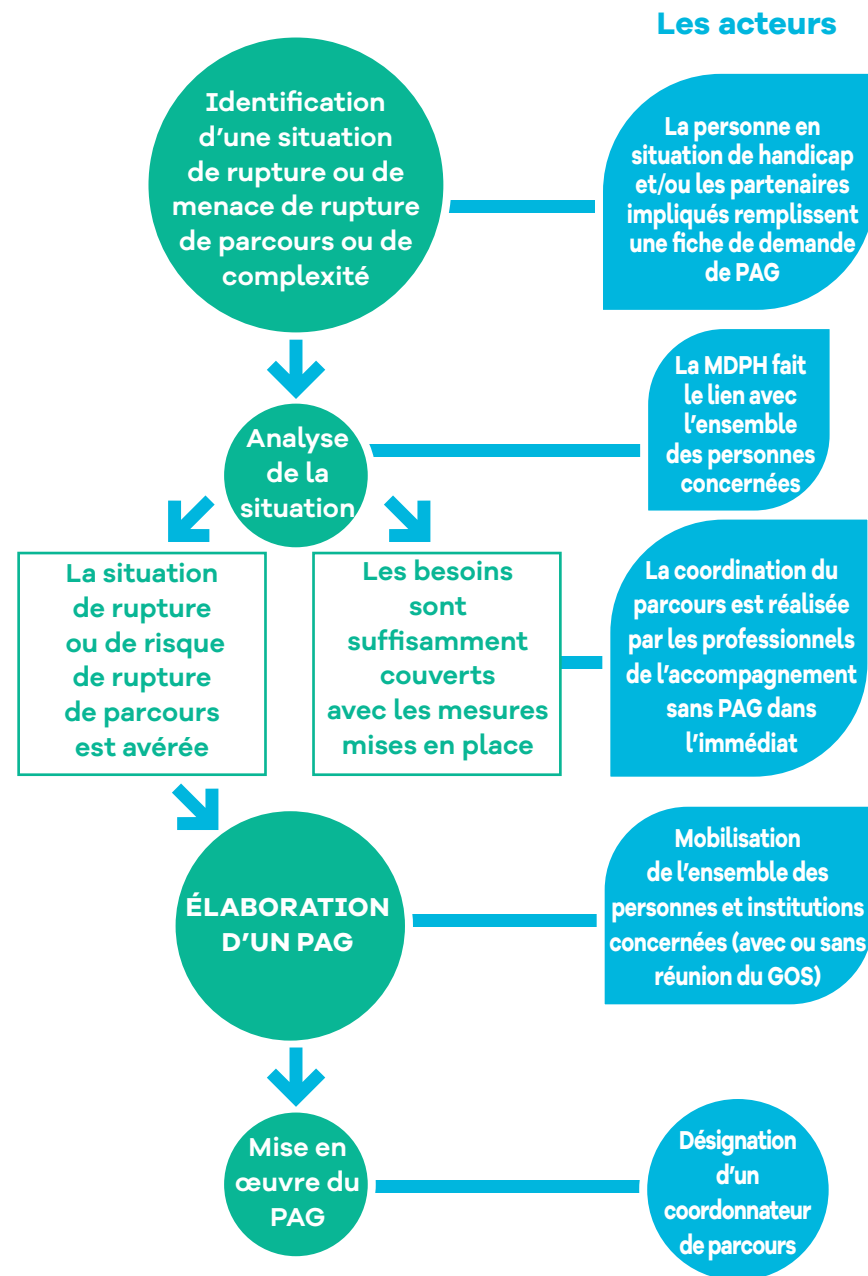 Les acteurs
Identification
d'une situation
de rupture ou de
menace de rupture
de parcours ou de
complexité
La personne en
situation de handicap
et/ou les partenaires
impliqués remplissent
une fiche de demande
de PAG
Analyse
de la
situation
La MDPH fait
le lien avec
l'ensemble
des personnes
concernées
La situation
de rupture
ou de risque
de rupture
de parcours
est avérée
Les besoins
sont
suffisamment
couverts
avec les mesures
mises en place
La coordination du
parcours est réalisée
par les professionnels
de l'accompagnement
sans PAG dans
l'immédiat
ÉLABORATION
D'UN PAG
Mobilisation
de l'ensemble des
personnes et institutions
concernées (avec ou sans
réunion du GOS)
Mise en
œuvre du
PAG
Désignation
d'un
coordonnateur
de parcours